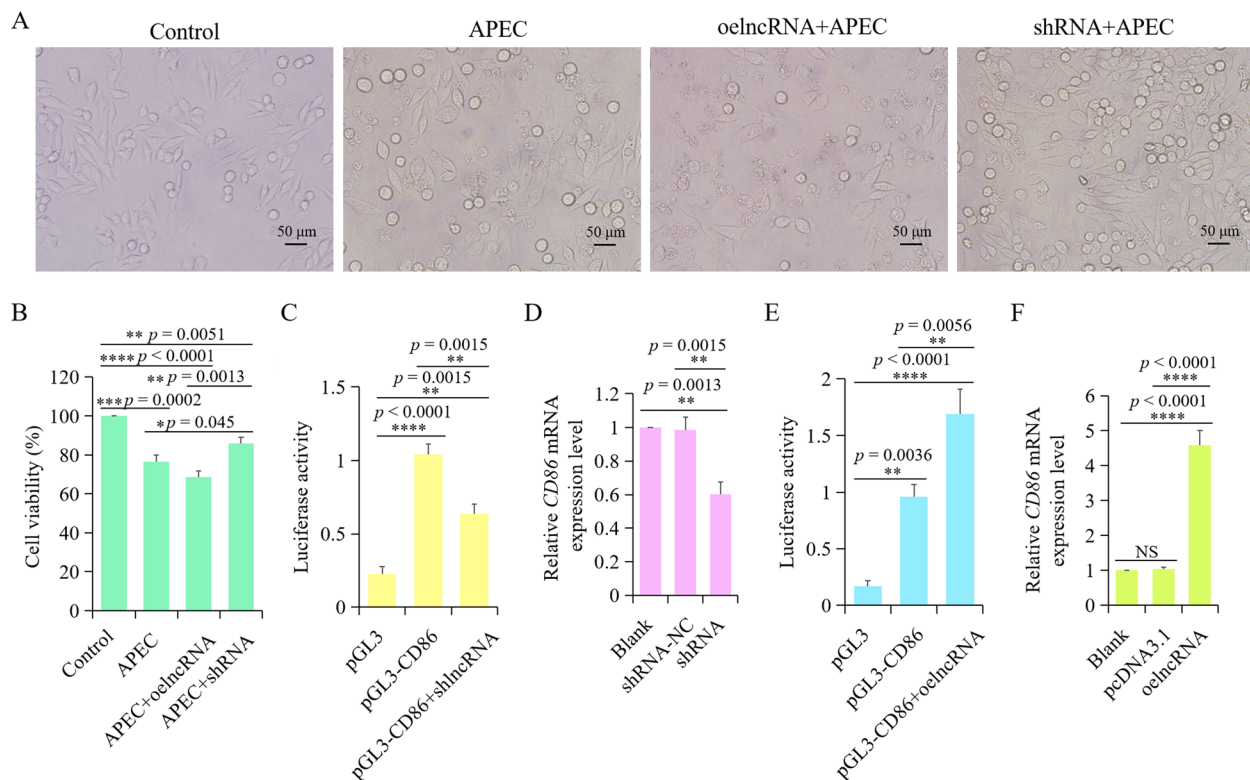 A
Control
APEC
oelncRNA+APEC
shRNA+APEC
50 μm
50 μm
50 μm
50 μm
B
** p = 0.0051
**** p < 0.0001
** p = 0.0013
*** p = 0.0002
* p = 0.045
Cell viability (%)
120
100
80
60
40
20
0
Control
APEC
APEC+oelncRNA
APEC+shRNA
C
p = 0.0015
**
p = 0.0015
**
p < 0.0001
****
Luciferase activity
1.5
1
0.5
0
pGL3
pGL3-CD86
pGL3-CD86+shlncRNA
D
p = 0.0015
**
p = 0.0013
**
Relative CD86 mRNA
expression level
1.2
1
0.8
0.6
0.4
0.2
0
Blank
shRNA-NC
shRNA
E
p = 0.0056
**
p < 0.0001
****
p = 0.0036
**
Luciferase activity
2
1.5
1
0.5
0
pGL3
pGL3-CD86
pGL3-CD86+oelncRNA
F
p < 0.0001
****
p < 0.0001
****
NS
Relative CD86 mRNA
expression level
6
5
4
3
2
1
0
Blank
pcDNA3.1
oelncRNA